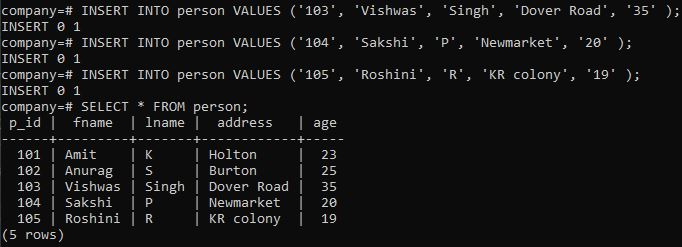 company=# INSERT INTO person VALUES ('103', 'Vishwas', 'Singh', 'Dover Road', '35' );
INSERT 0 1
company=# INSERT INTO person VALUES ('104', 'Sakshi', 'P', 'Newmarket', '20' );
INSERT 0 1
company=# INSERT INTO person VALUES ('105', 'Roshini', 'R', 'KR colony', '19' );
INSERT 0 1
company=# SELECT * FROM person;
 p_id |  fname  | lname |  address   | age
------+---------+-------+------------+-----
  101 | Amit    | K     | Holton     |  23
  102 | Anurag  | S     | Burton     |  25
  103 | Vishwas | Singh | Dover Road |  35
  104 | Sakshi  | P     | Newmarket  |  20
  105 | Roshini | R     | KR colony  |  19
(5 rows)